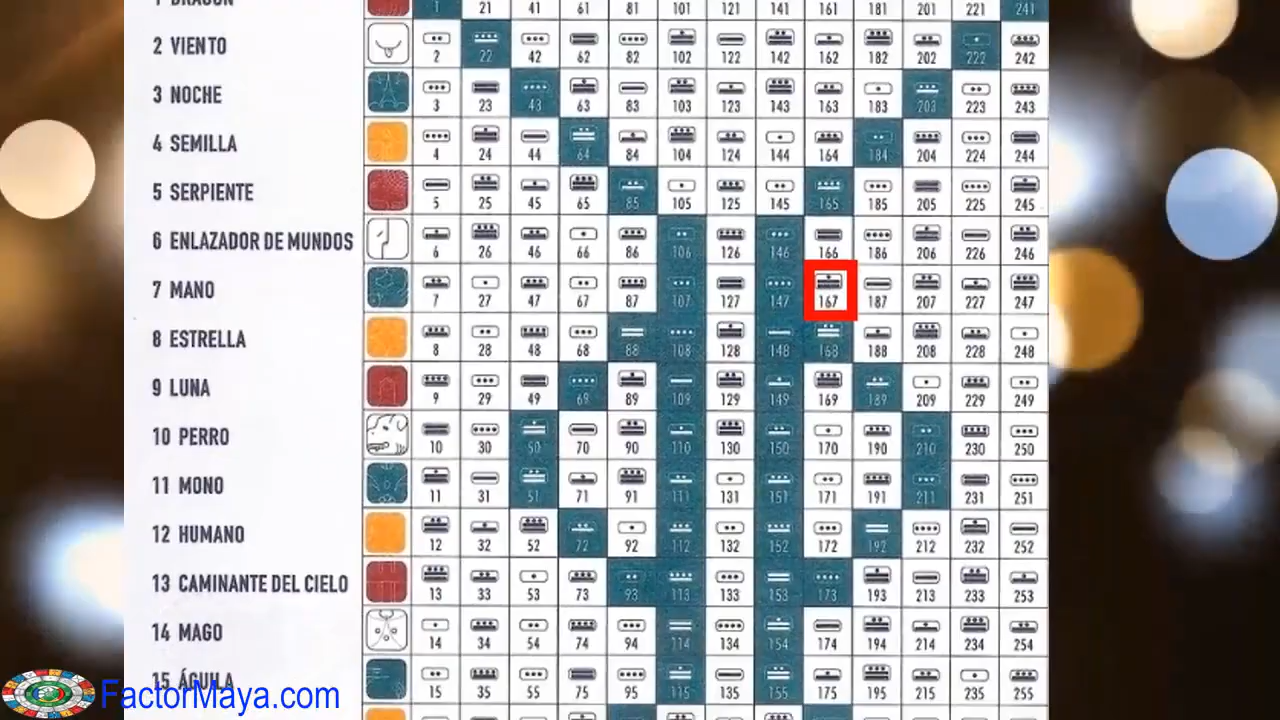 1 DRAGÓN 1 21 41 61 81 101 121 141 161 181 201 221 241
2 VIENTO 2 22 42 62 82 102 122 142 162 182 202 222 242
3 NOCHE 3 23 43 63 83 103 123 143 163 183 203 223 243
4 SEMILLA 4 24 44 64 84 104 124 144 164 184 204 224 244
5 SERPIENTE 5 25 45 65 85 105 125 145 165 185 205 225 245
6 ENLAZADOR DE MUNDOS 6 26 46 66 86 106 126 146 166 186 206 226 246
7 MANO 7 27 47 67 87 107 127 147 167 187 207 227 247
8 ESTRELLA 8 28 48 68 88 108 128 148 168 188 208 228 248
9 LUNA 9 29 49 69 89 109 129 149 169 189 209 229 249
10 PERRO 10 30 50 70 90 110 130 150 170 190 210 230 250
11 MONO 11 31 51 71 91 111 131 151 171 191 211 231 251
12 HUMANO 12 32 52 72 92 112 132 152 172 192 212 232 252
13 CAMINANTE DEL CIELO 13 33 53 73 93 113 133 153 173 193 213 233 253
14 MAGO 14 34 54 74 94 114 134 154 174 194 214 234 254
15 ÁGUILA 15 35 55 75 95 115 135 155 175 195 215 235 255
FactorMaya.com